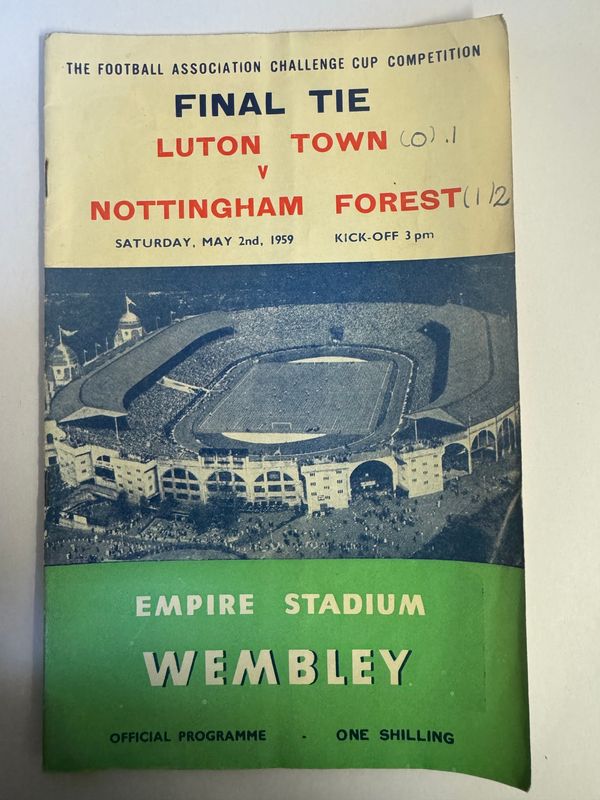 THE FOOTBALL ASSOCIATION CHALLENGE CUP COMPETITION
FINAL TIE
LUTON TOWN (0).1
V
NOTTINGHAM FOREST (1)2
SATURDAY, MAY 2nd, 1959 KICK-OFF 3 pm
EMPIRE STADIUM
WEMBLEY
OFFICIAL PROGRAMME - ONE SHILLING